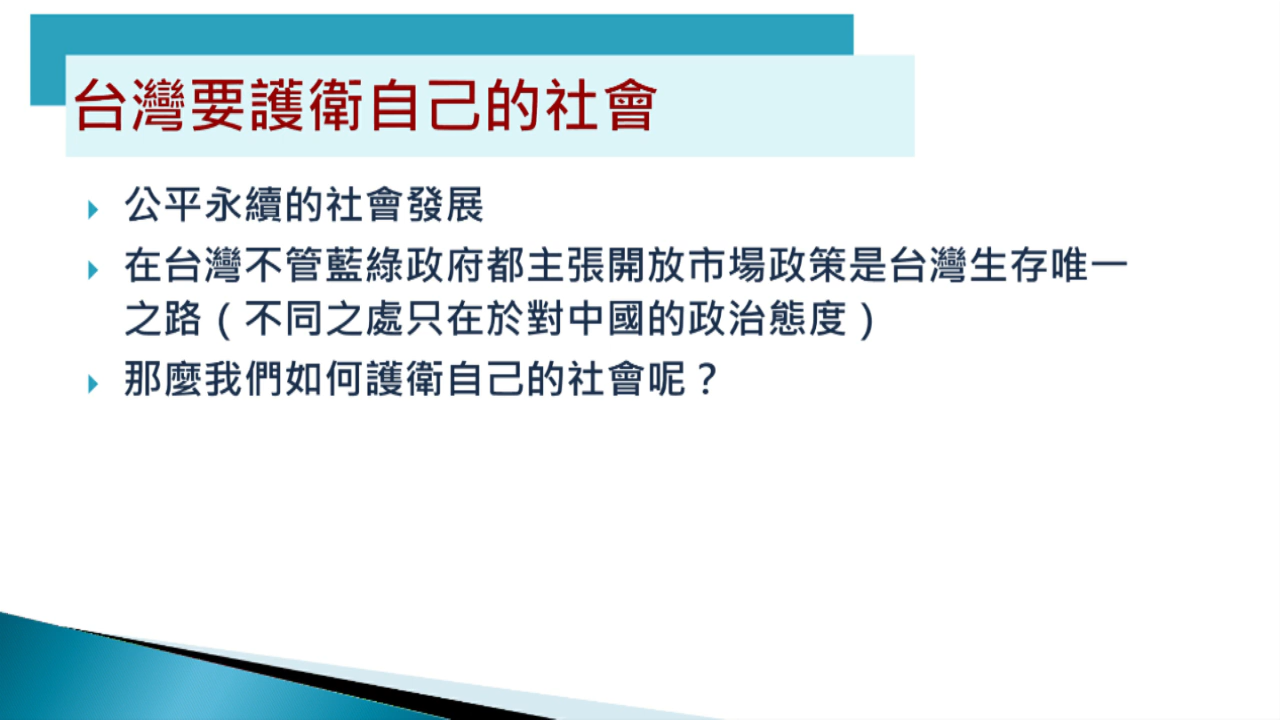 台灣要護衛自己的社會
公平永續的社會發展
在台灣不管藍綠政府都主張開放市場政策是台灣生存唯一
之路（不同之處只在於對中國的政治態度）
那麼我們如何護衛自己的社會呢？